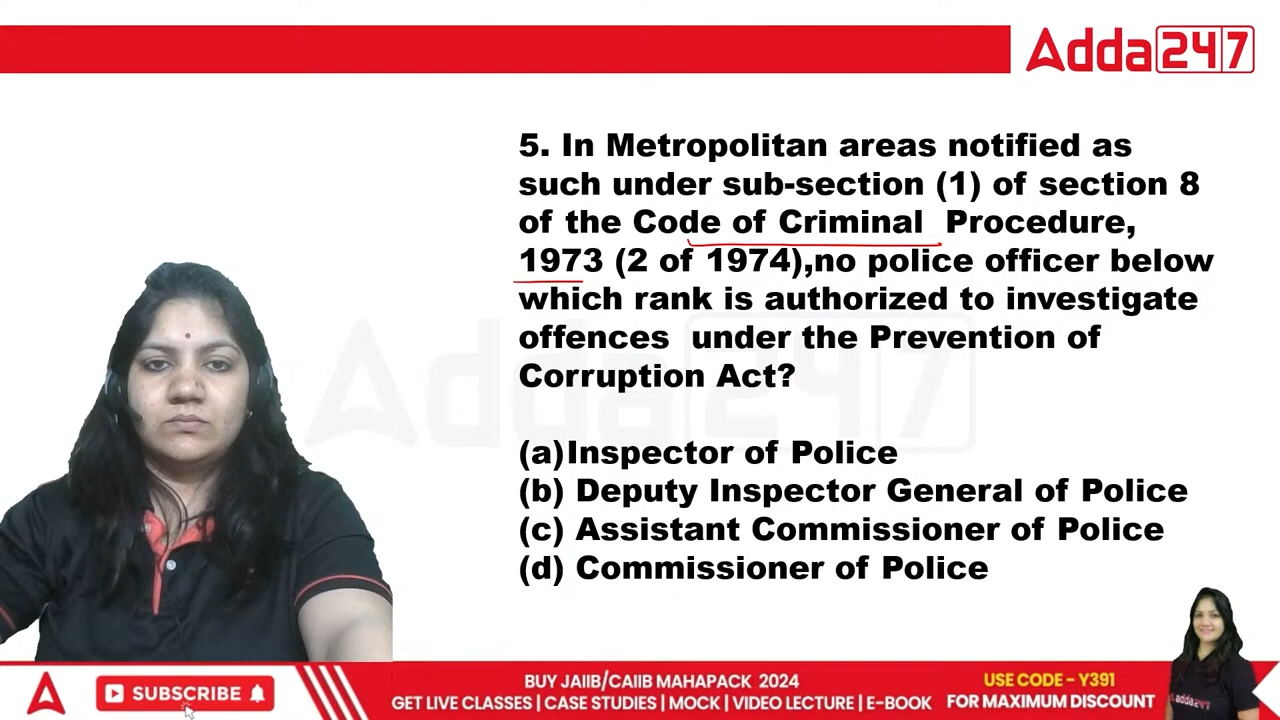 Adda247
5. In Metropolitan areas notified as
such under sub-section (1) of section 8
of the Code of Criminal Procedure,
1973 (2 of 1974),no police officer below
which rank is authorized to investigate
offences under the Prevention of
Corruption Act?
(a)Inspector of Police
(b) Deputy Inspector General of Police
(c) Assistant Commissioner of Police
(d) Commissioner of Police
Adda247
SUBSCRIBE
BUY JAIIB/CAIIB MAHAPACK 2024
GET LIVE CLASSES | CASE STUDIES | MOCK | VIDEO LECTURE | E-BOOK
USE CODE - Y391
FOR MAXIMUM DISCOUNT
adda247